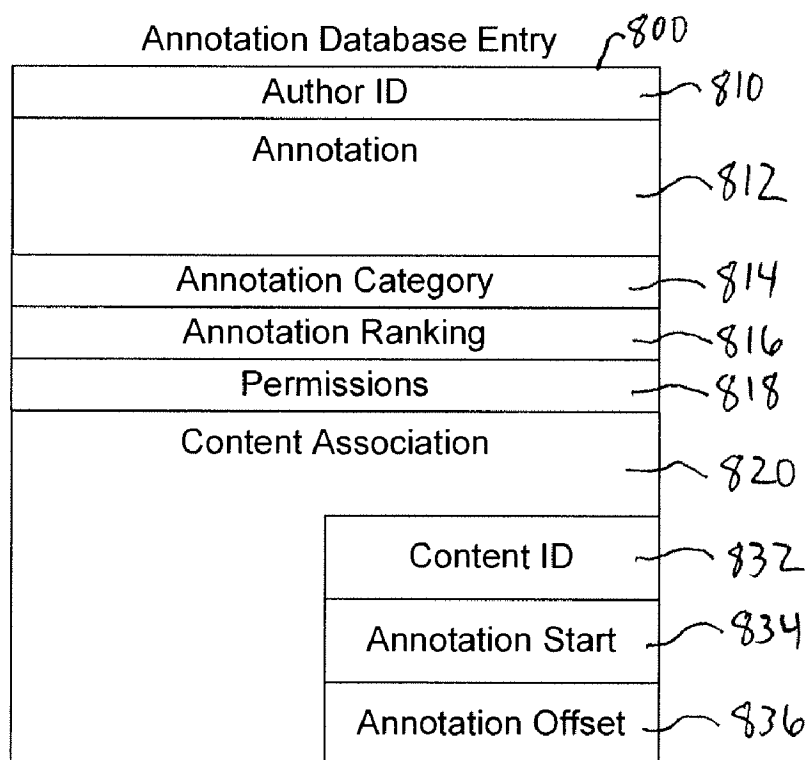 Annotation Database Entry 800
Author ID 810
Annotation
812
Annotation Category 814
Annotation Ranking 816
Permissions 818
Content Association
820
Content ID 832
Annotation Start 834
Annotation Offset 836